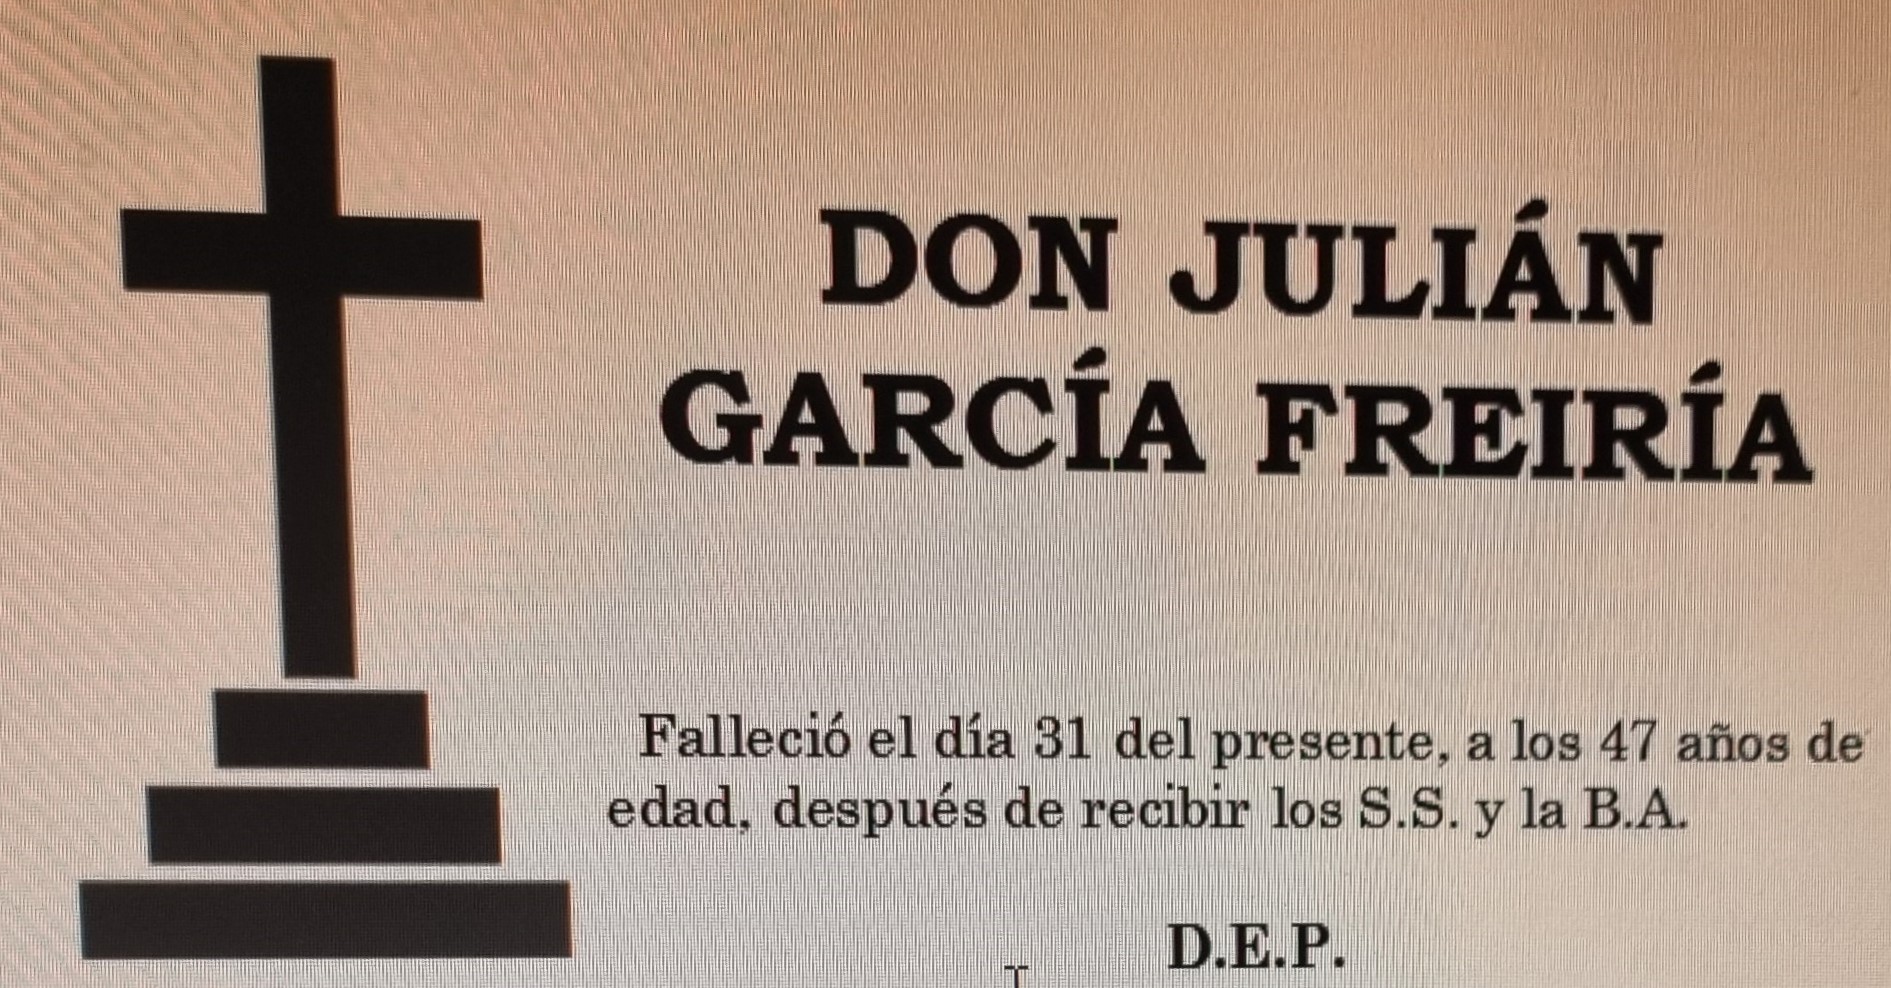 DON JULIÁN
GARCÍA FREIRÍA
Falleció el día 31 del presente, a los 47 años de
edad, después de recibir los S.S. y la B.A.
D.E.P.